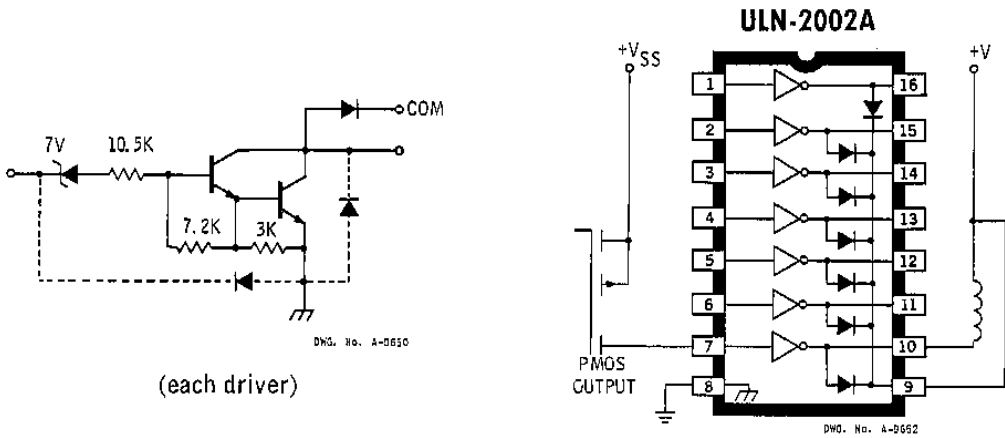 ULN-2002A
COM
7V
10.5K
7.2K
3K
DWG. No. A-9650
(each driver)
+VSS
+V
1
16
2
15
3
14
4
13
5
12
6
11
7
10
PMOS
OUTPUT
8
9
DWG. No. A-9652